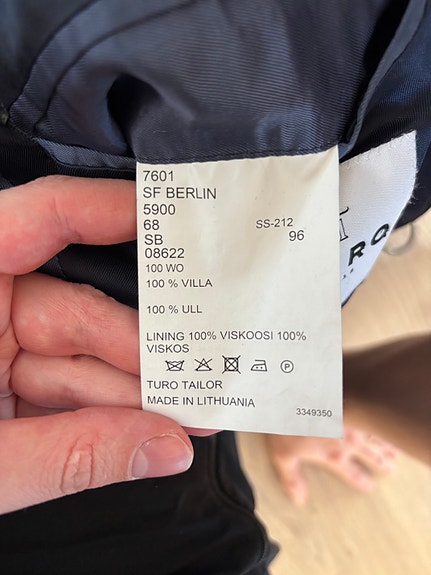 7601
SF BERLIN
5900
68 SS-212
SB 96
08622
100 WO
100 % VILLA
100 % ULL
LINING 100% VISKOOSI 100%
VISKOS
P
TURO TAILOR
MADE IN LITHUANIA
3349350